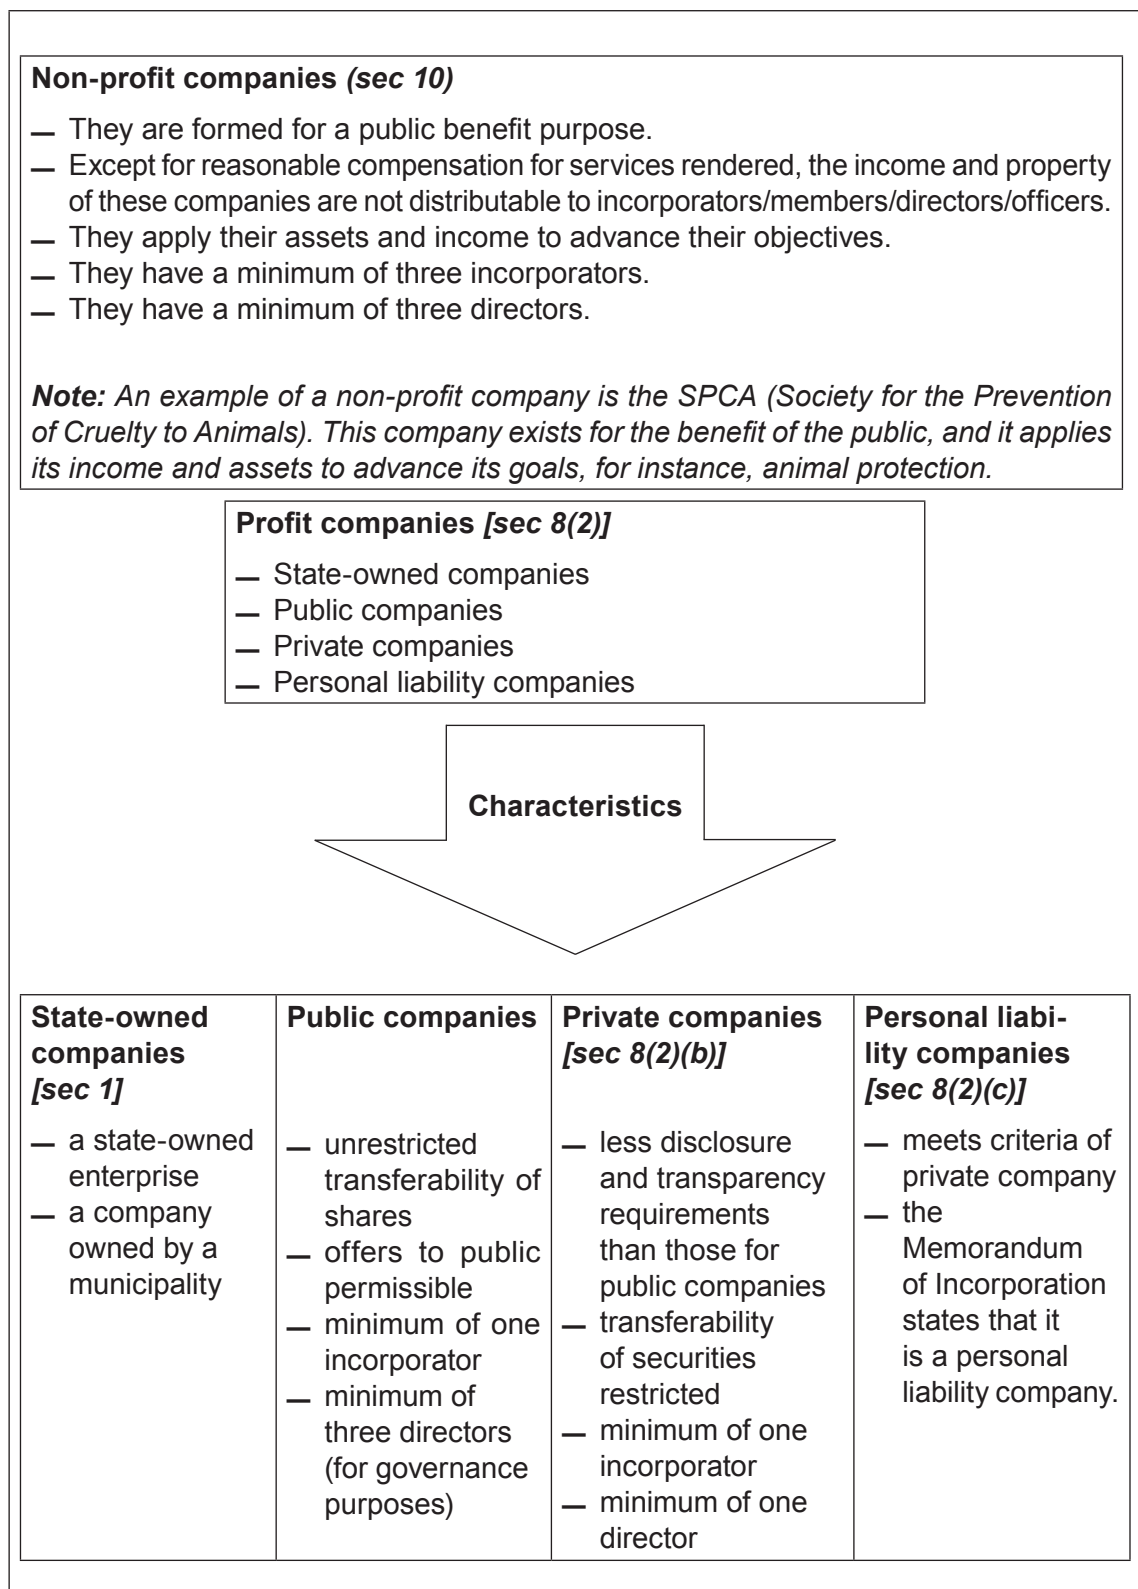 Non-profit companies (sec 10)
— They are formed for a public benefit purpose.
— Except for reasonable compensation for services rendered, the income and property
of these companies are not distributable to incorporators/members/directors/officers.
— They apply their assets and income to advance their objectives.
— They have a minimum of three incorporators.
— They have a minimum of three directors.
Note: An example of a non-profit company is the SPCA (Society for the Prevention
of Cruelty to Animals). This company exists for the benefit of the public, and it applies
its income and assets to advance its goals, for instance, animal protection.
Profit companies [sec 8(2)]
— State-owned companies
— Public companies
— Private companies
— Personal liability companies
Characteristics
State-owned
companies
[sec 1]
— a state-owned
enterprise
— a company
owned by a
municipality
Public companies
— unrestricted
transferability of
shares
— offers to public
permissible
— minimum of one
incorporator
— minimum of
three directors
(for governance
purposes)
Private companies
[sec 8(2)(b)]
— less disclosure
and transparency
requirements
than those for
public companies
— transferability
of securities
restricted
— minimum of one
incorporator
— minimum of one
director
Personal liabi-
lity companies
[sec 8(2)(c)]
— meets criteria of
private company
— the
Memorandum
of Incorporation
states that it
is a personal
liability company.